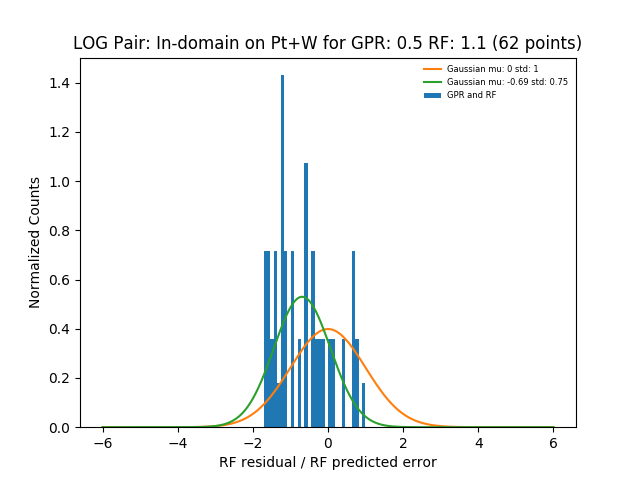 LOG Pair: In-domain on Pt+W for GPR: 0.5 RF: 1.1 (62 points)
Gaussian mu: 0 std: 1
Gaussian mu: -0.69 std: 0.75
GPR and RF
Normalized Counts
1.4
1.2
1.0
0.8
0.6
0.4
0.2
0.0
−6 −4 −2 0 2 4 6
RF residual / RF predicted error